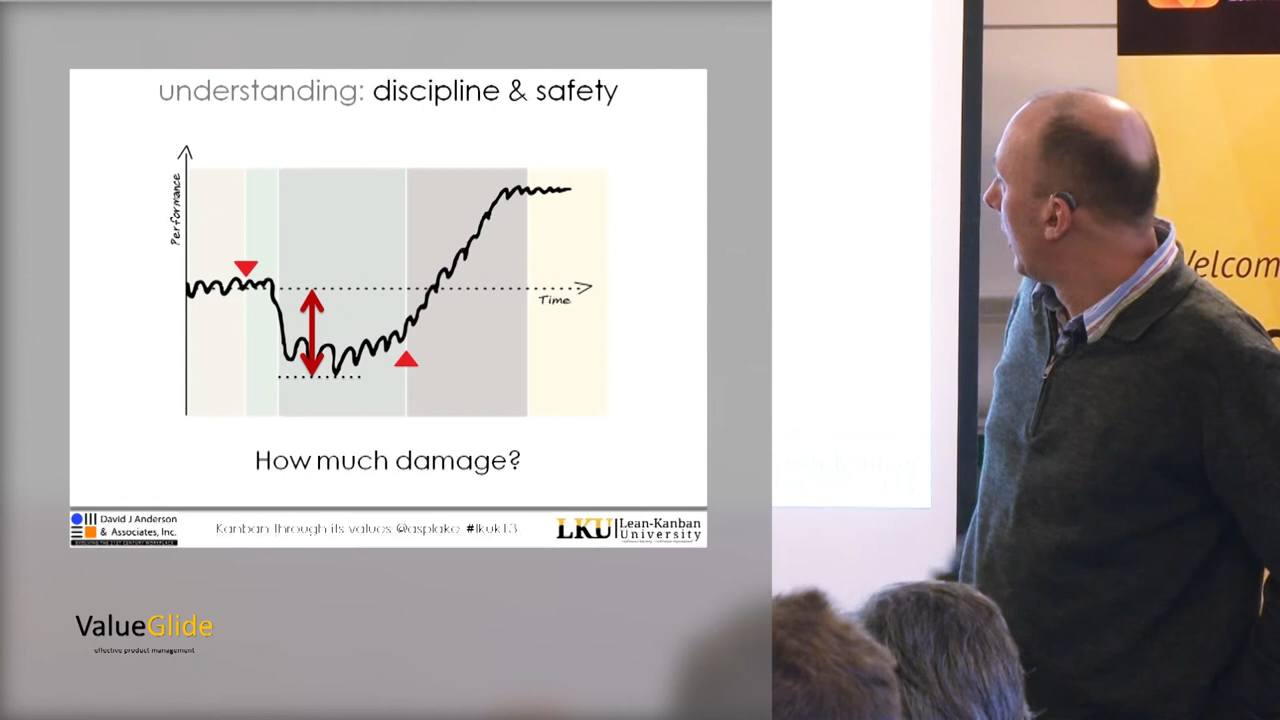 understanding: discipline & safety
Performance
Time
How much damage?
David J Anderson
& Associates, Inc.
Kanban through its values @asplake #lkuk13
LKU
Lean-Kanban
University
ValueGlide
effective product management
Welcom